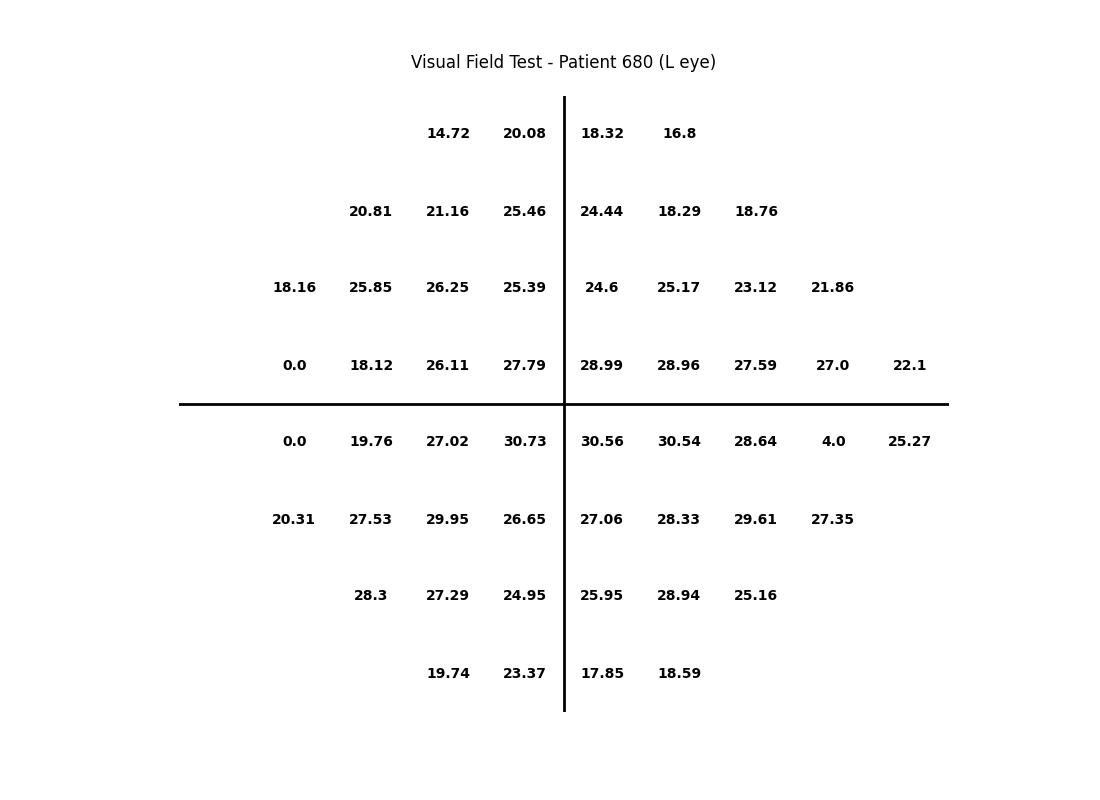 Visual Field Test - Patient 680 (L eye)
14.72 20.08 18.32 16.8
20.81 21.16 25.46 24.44 18.29 18.76
18.16 25.85 26.25 25.39 24.6 25.17 23.12 21.86
0.0 18.12 26.11 27.79 28.99 28.96 27.59 27.0 22.1
0.0 19.76 27.02 30.73 30.56 30.54 28.64 4.0 25.27
20.31 27.53 29.95 26.65 27.06 28.33 29.61 27.35
28.3 27.29 24.95 25.95 28.94 25.16
19.74 23.37 17.85 18.59